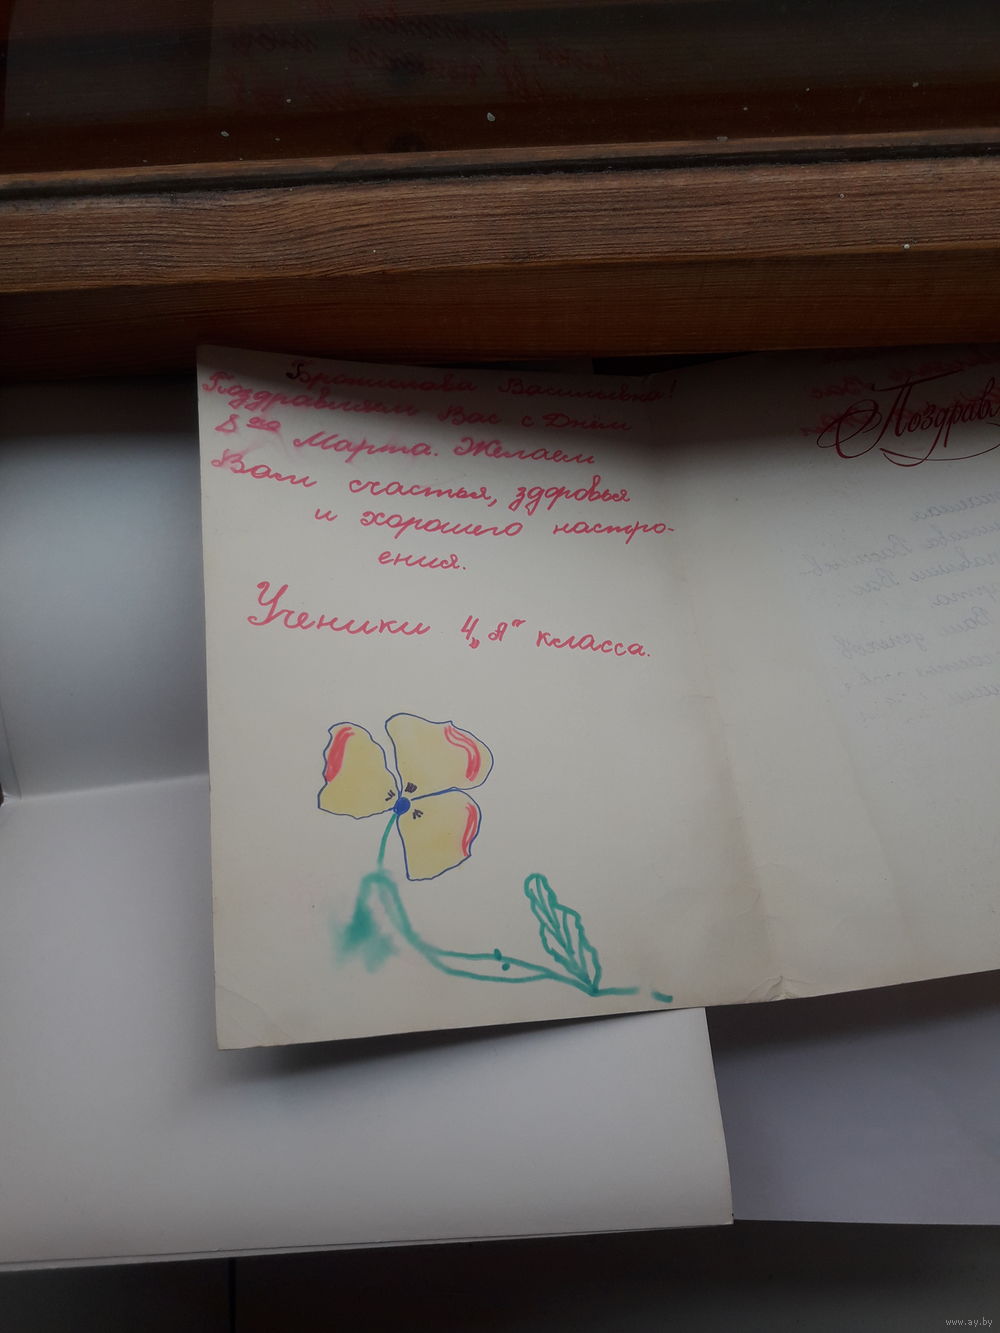 Бронислава Васильевна!
Поздравляем Вас с Днём
8го Марта. Желаем
Вам счастья, здоровья
и хорошего настро-
ения.
Ученики 4 „А" класса.
Поздрав
www.ay.by